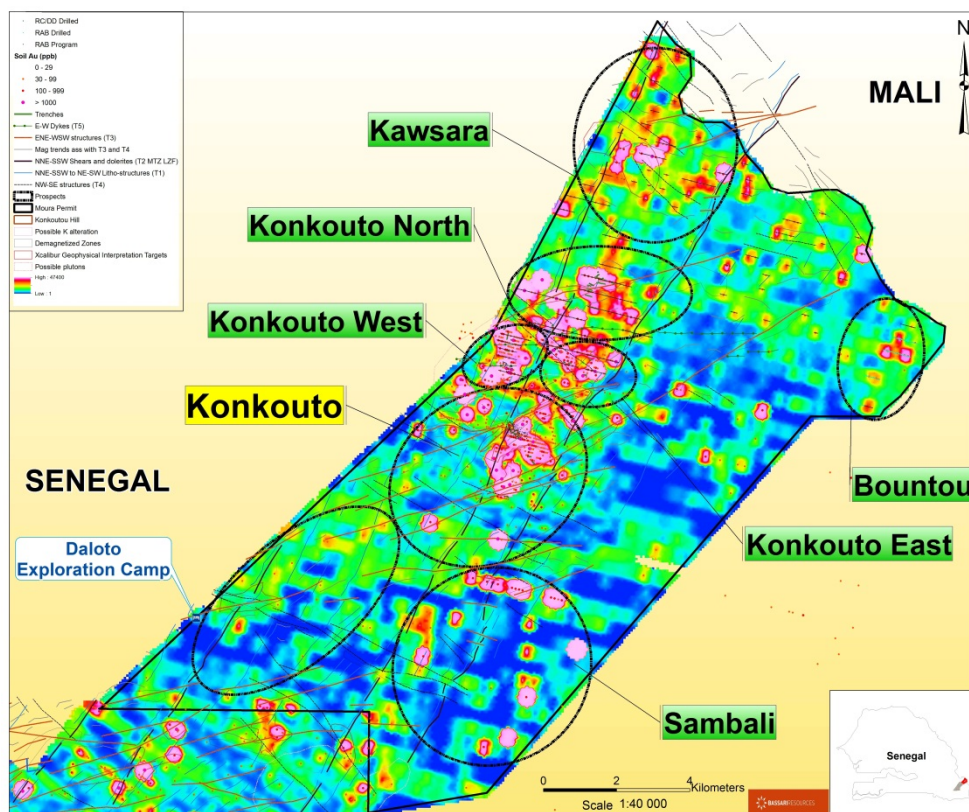 RC/DD Drilled
RAB Drilled
RAB Program
Soil Au (ppb)
0 - 29
30 - 99
100 - 999
> 1000
Trenches
E-W Dykes (T5)
ENE-WSW structures (T3)
Mag trends ass with T3 and T4
NNE-SSW Shears and dolerites (T2 MTZ LZF)
NNE-SSW to NE-SW Litho-structures (T1)
NW-SE structures (T4)
Prospects
Moura Permit
Konkoutou Hill
Possible K alteration
Demagnetized Zones
Xcalibur Geophysical Interpretation Targets
Possible plutons
High : 47400
Low : 1
N
MALI
Kawsara
Konkouto North
Konkouto West
Konkouto
SENEGAL
Bountou
Konkouto East
Daloto
Exploration Camp
Sambali
Senegal
0 2 4
Kilometers
Scale 1:40 000
BASSARI RESOURCES